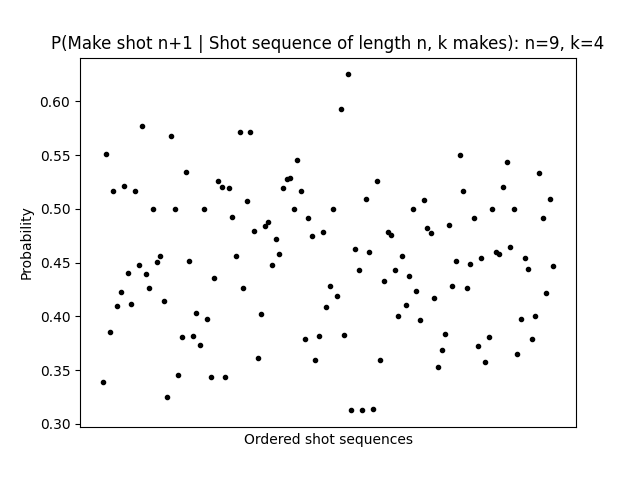 P(Make shot n+1 | Shot sequence of length n, k makes): n=9, k=4
0.60
0.55
0.50
0.45
0.40
0.35
0.30
Probability
Ordered shot sequences